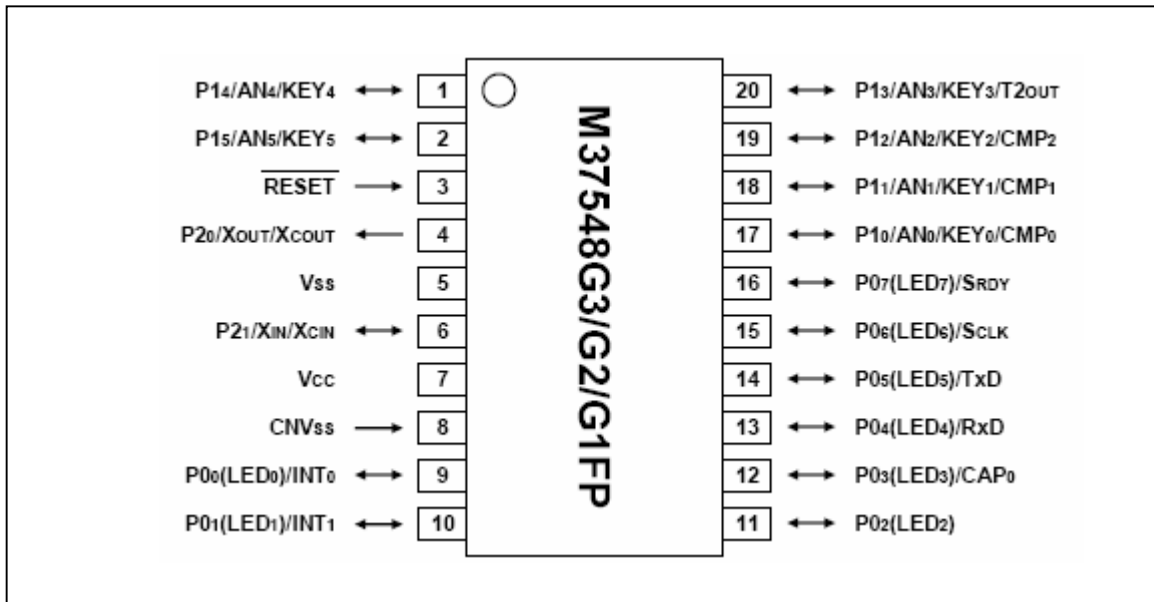 P14/AN4/KEY4 1
P15/AN5/KEY5 2
RESET 3
P20/XOUT/XCOUT 4
Vss 5
P21/XIN/XCIN 6
Vcc 7
CNVss 8
P00(LED0)/INT0 9
P01(LED1)/INT1 10
M37548G3/G2/G1FP
20 P13/AN3/KEY3/T2OUT
19 P12/AN2/KEY2/CMP2
18 P11/AN1/KEY1/CMP1
17 P10/AN0/KEY0/CMP0
16 P07(LED7)/SRDY
15 P06(LED6)/SCLK
14 P05(LED5)/TxD
13 P04(LED4)/RxD
12 P03(LED3)/CAP0
11 P02(LED2)